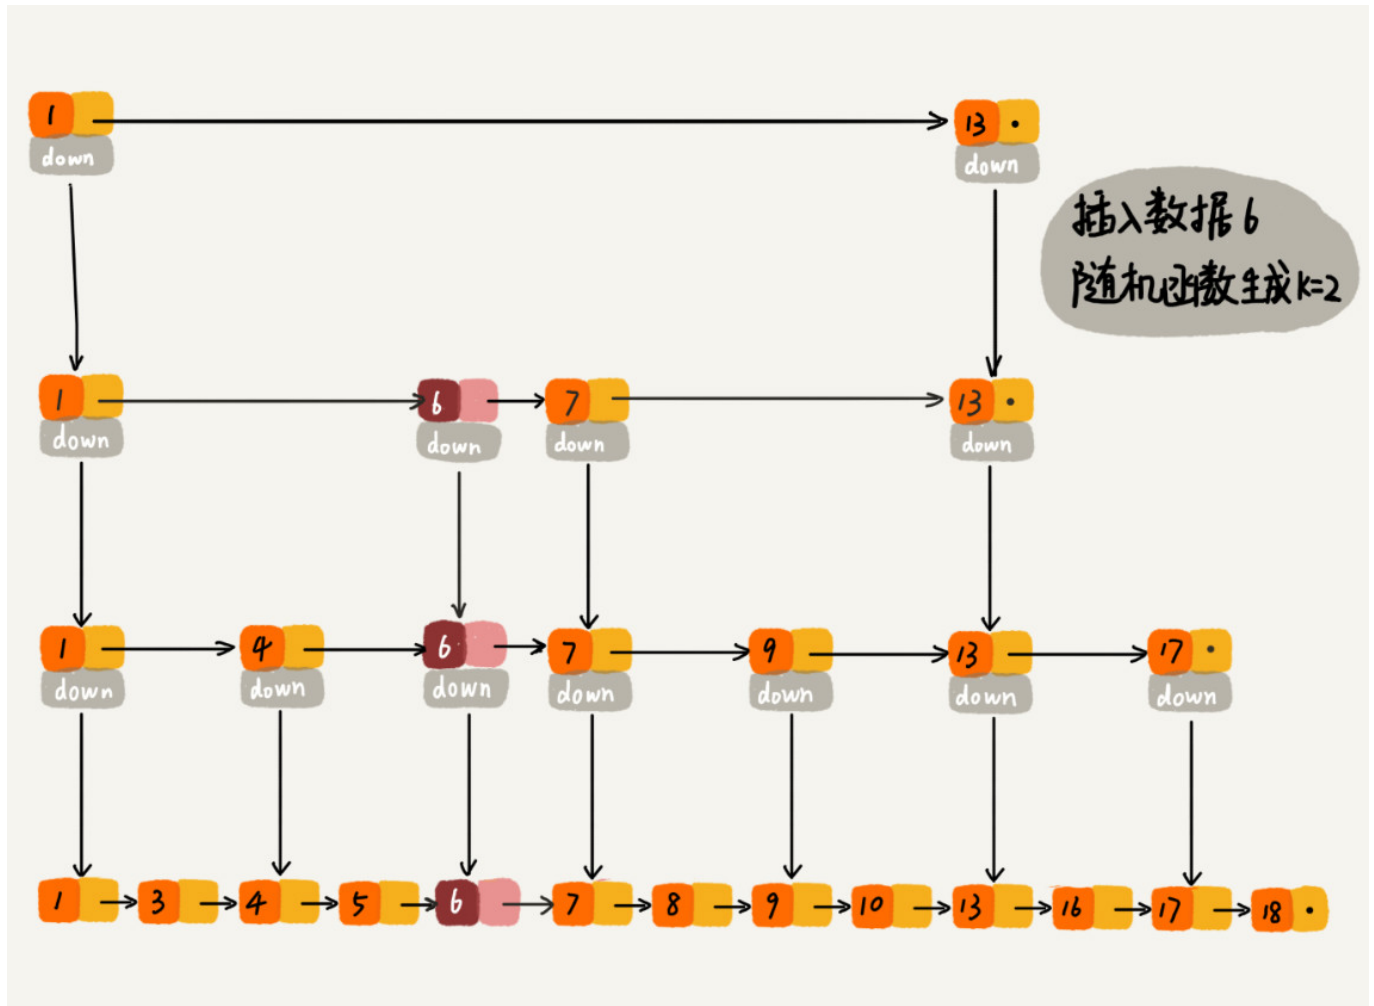 1 13
down down
插入数据6
随机函数生成k=2
1 6 7 13
down down down down
1 4 6 7 9 13 17
down down down down down down down
1 3 4 5 6 7 8 9 10 13 16 17 18